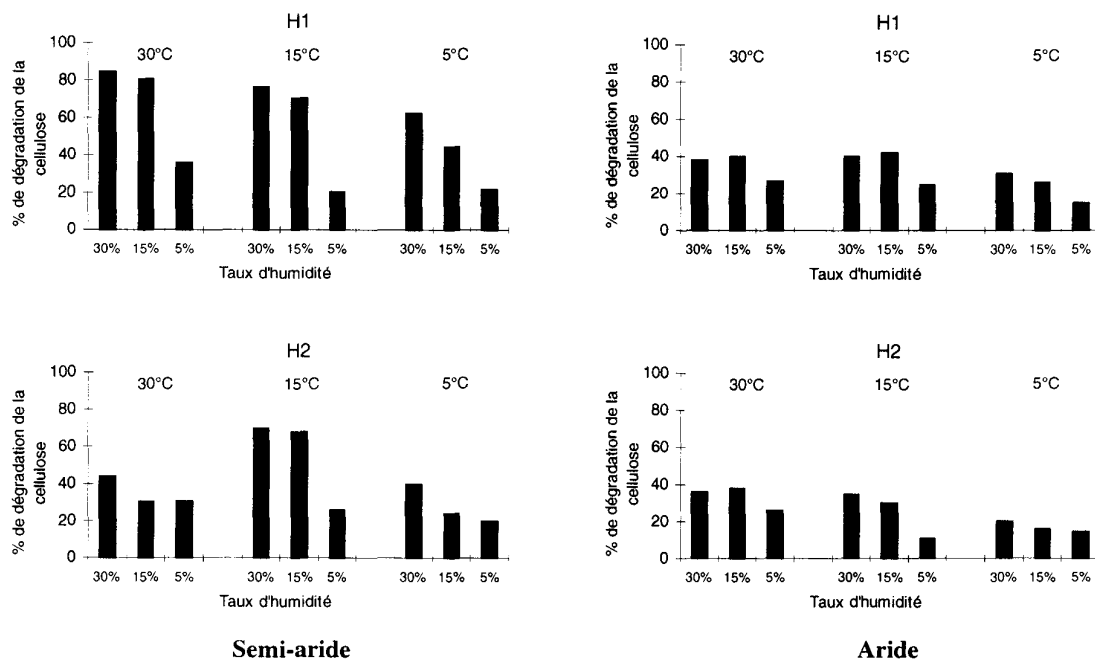 H1
100
80
60
40
20
0
% de dégradation de la
cellulose
30°C
15°C
5°C
30% 15% 5%
30% 15% 5%
30% 15% 5%
Taux d'humidité
H1
100
80
60
40
20
0
% de dégradation de la
cellulose
30°C
15°C
5°C
30% 15% 5%
30% 15% 5%
30% 15% 5%
Taux d'humidité
H2
100
80
60
40
20
0
% de dégradation de la
cellulose
30°C
15°C
5°C
30% 15% 5%
30% 15% 5%
30% 15% 5%
Taux d'humidité
Semi-aride
H2
100
80
60
40
20
0
% de dégradation de la
cellulose
30°C
15°C
5°C
30% 15% 5%
30% 15% 5%
30% 15% 5%
Taux d'humidité
Aride